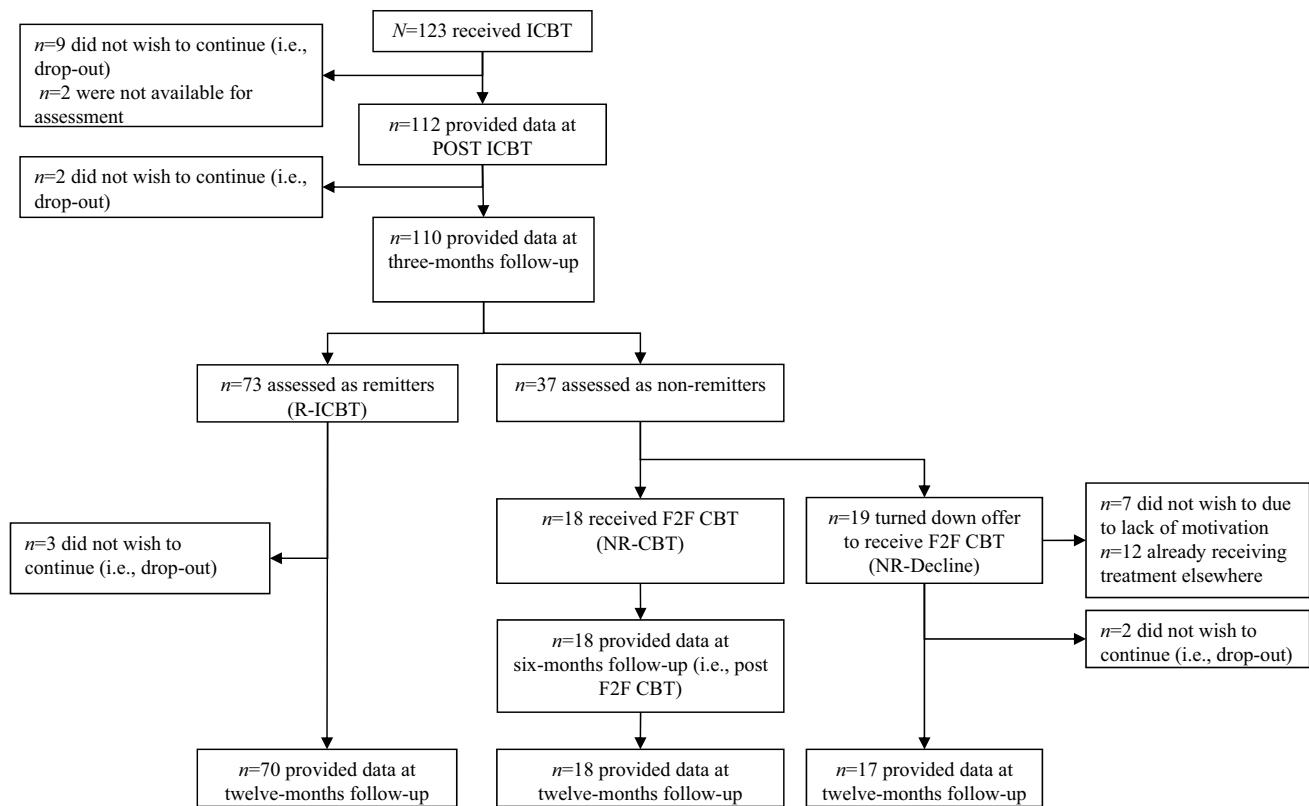 N=123 received ICBT
n=9 did not wish to continue (i.e.,
drop-out)
n=2 were not available for
assessment
n=112 provided data at
POST ICBT
n=2 did not wish to continue (i.e.,
drop-out)
n=110 provided data at
three-months follow-up
n=73 assessed as remitters
(R-ICBT)
n=37 assessed as non-remitters
n=18 received F2F CBT
(NR-CBT)
n=19 turned down offer
to receive F2F CBT
(NR-Decline)
n=7 did not wish to due
to lack of motivation
n=12 already receiving
treatment elsewhere
n=3 did not wish to
continue (i.e., drop-out)
n=18 provided data at
six-months follow-up (i.e., post
F2F CBT)
n=2 did not wish to
continue (i.e., drop-out)
n=70 provided data at
twelve-months follow-up
n=18 provided data at
twelve-months follow-up
n=17 provided data at
twelve-months follow-up